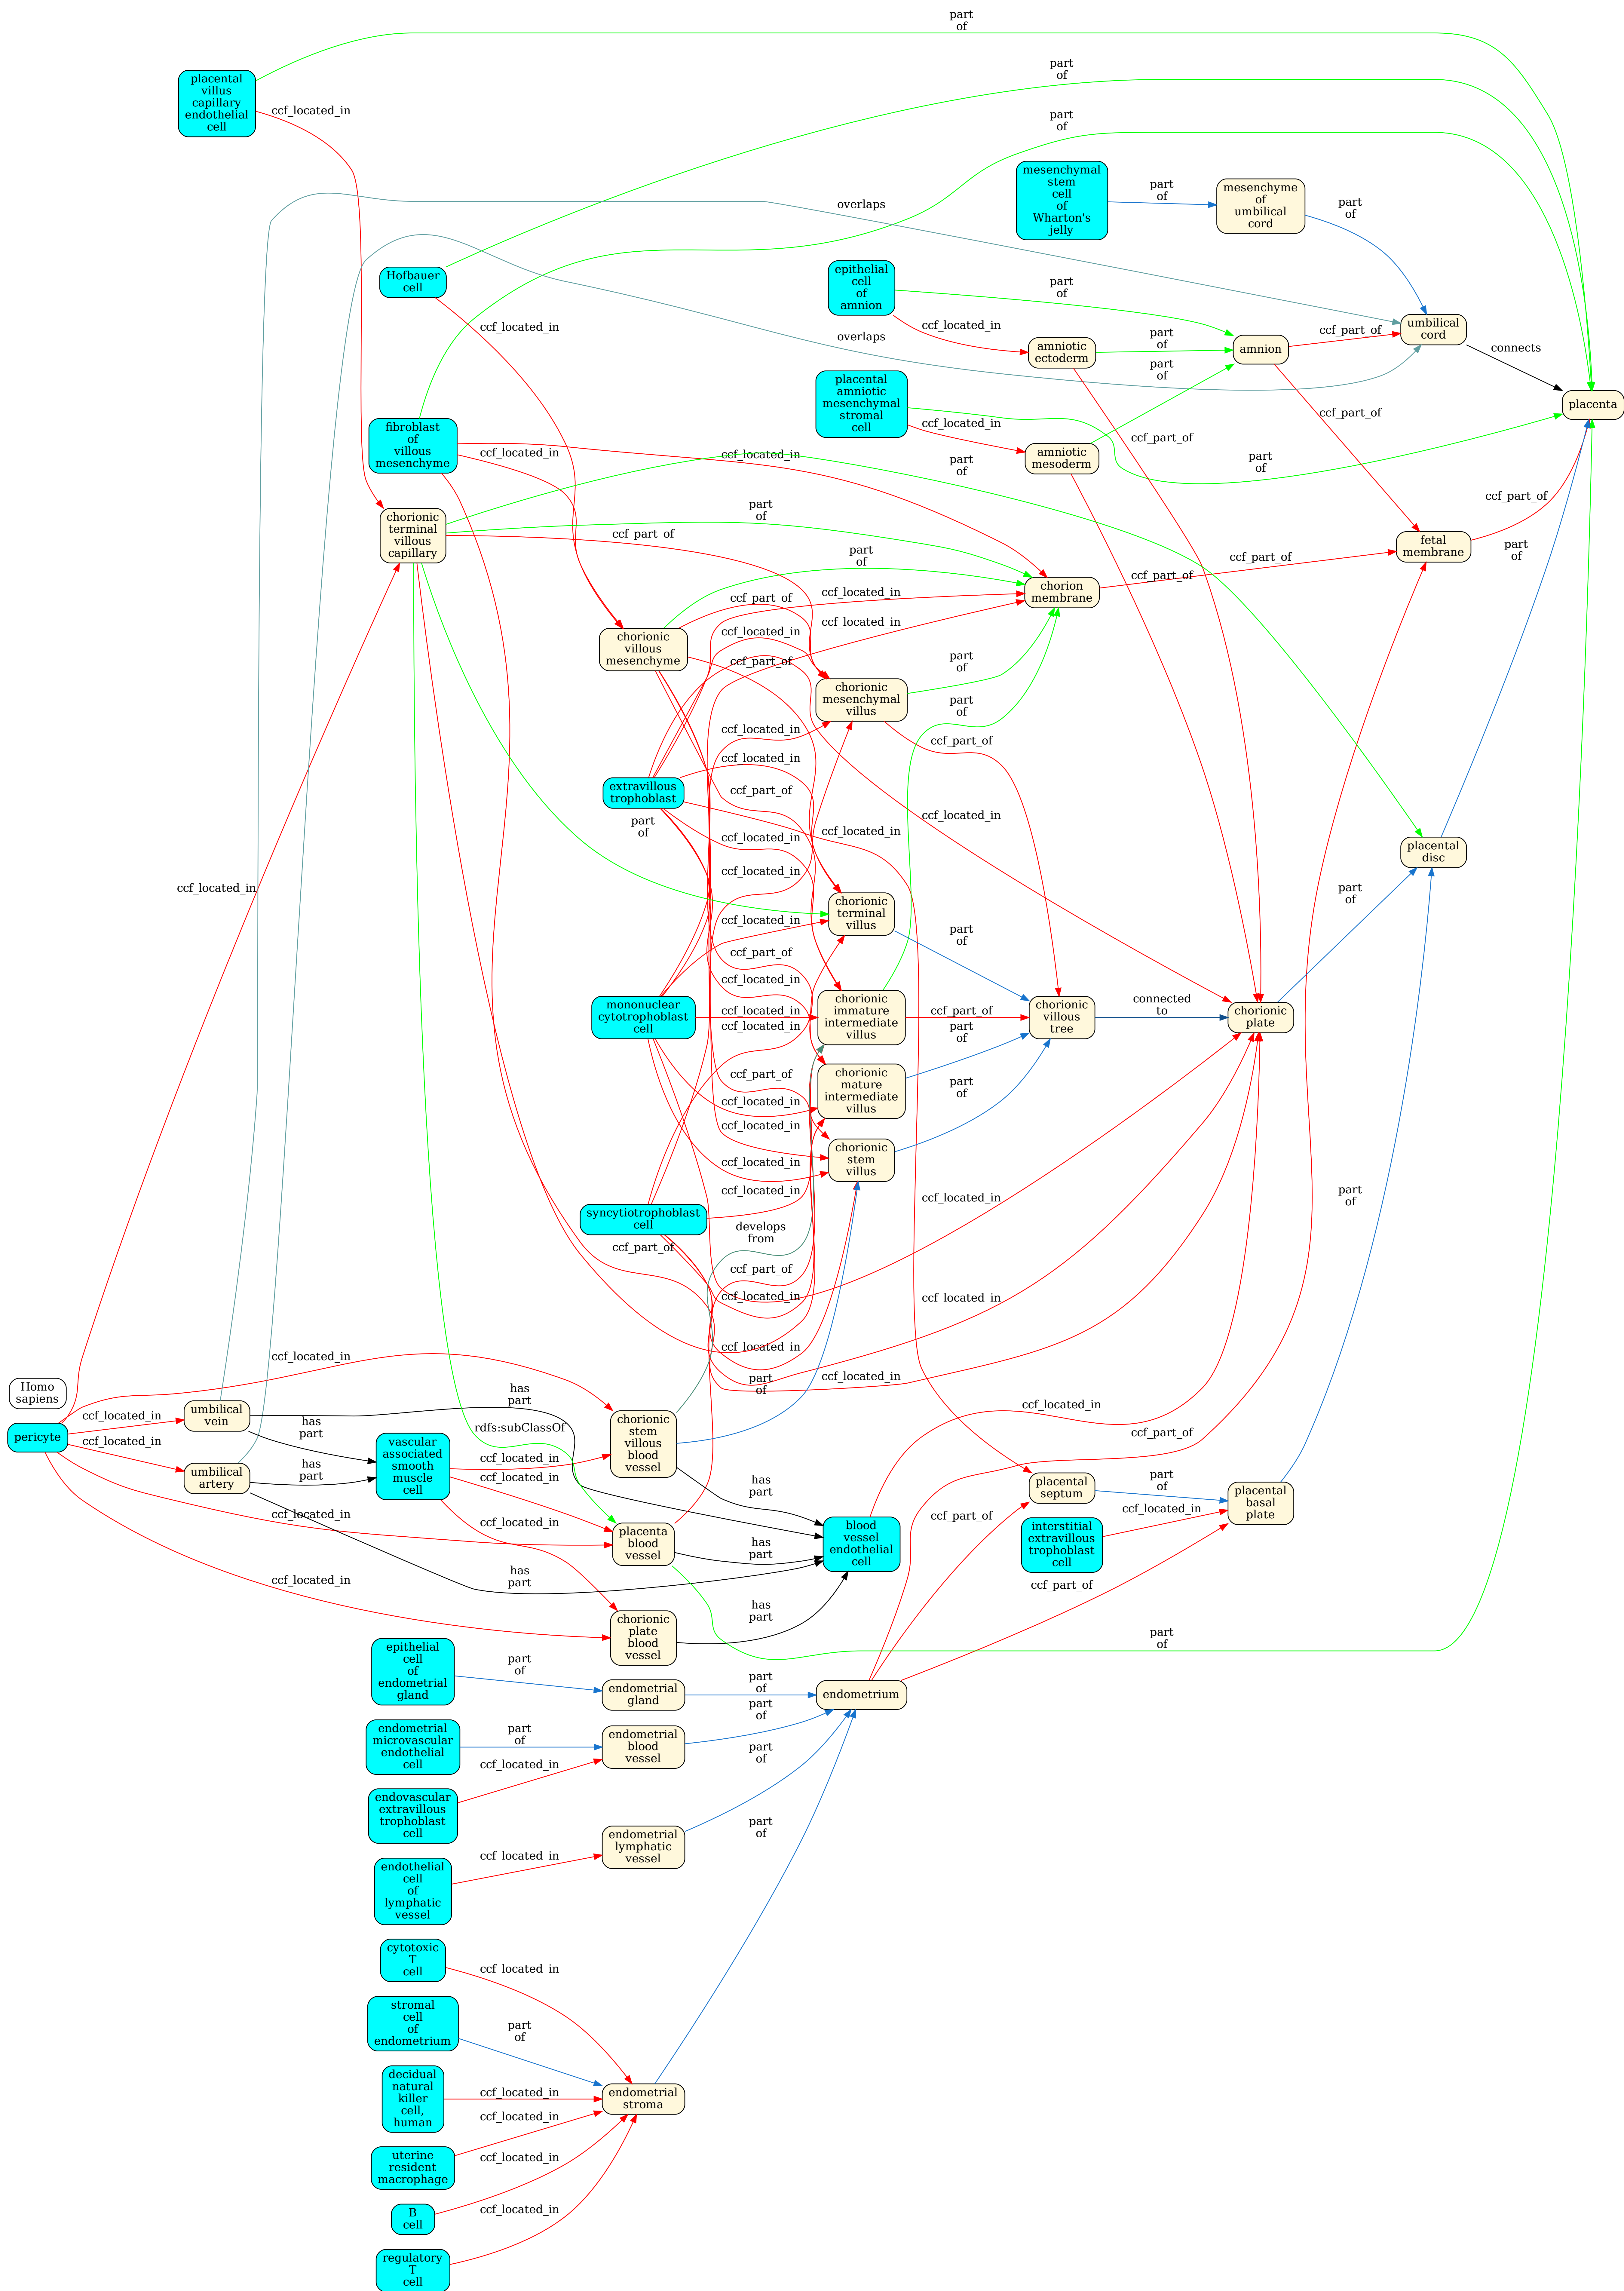 part
of
placental
villus
capillary
endothelial
cell
part
of
ccf_located_in
part
of
mesenchymal
stem
cell
of
Wharton's
jelly
part
of
mesenchyme
of
umbilical
cord
part
of
overlaps
Hofbauer
cell
epithelial
cell
of
amnion
part
of
ccf_located_in
ccf_located_in
overlaps
amniotic
ectoderm
part
of
amnion
ccf_part_of
umbilical
cord
connects
part
of
placental
amniotic
mesenchymal
stromal
cell
placenta
ccf_located_in
ccf_part_of
fibroblast
of
villous
mesenchyme
ccf_located_in
ccf_located_in
ccf_part_of
amniotic
mesoderm
part
of
part
of
chorionic
terminal
villous
capillary
part
of
ccf_part_of
ccf_part_of
fetal
membrane
part
of
part
of
ccf_part_of
ccf_part_of
chorion
membrane
ccf_located_in
ccf_part_of
ccf_located_in
chorionic
villous
mesenchyme
ccf_located_in
ccf_part_of
part
of
chorionic
mesenchymal
villus
part
of
ccf_located_in
ccf_part_of
ccf_located_in
extravillous
trophoblast
ccf_part_of
ccf_located_in
part
of
ccf_located_in
ccf_located_in
placental
disc
ccf_located_in
ccf_located_in
chorionic
terminal
villus
part
of
part
of
ccf_located_in
ccf_part_of
ccf_located_in
mononuclear
cytotrophoblast
cell
ccf_located_in
ccf_located_in
chorionic
immature
intermediate
villus
ccf_part_of
part
of
chorionic
villous
tree
connected
to
chorionic
plate
ccf_part_of
chorionic
mature
intermediate
villus
part
of
ccf_located_in
ccf_located_in
chorionic
stem
villus
ccf_located_in
ccf_located_in
ccf_located_in
part
of
syncytiotrophoblast
cell
ccf_part_of
develops
from
ccf_part_of
ccf_located_in
ccf_located_in
ccf_located_in
ccf_located_in
part
of
ccf_located_in
Homo
sapiens
pericyte
ccf_located_in
ccf_located_in
umbilical
vein
has
part
has
part
rdfs:subClassOf
umbilical
artery
has
part
vascular
associated
smooth
muscle
cell
ccf_located_in
ccf_located_in
chorionic
stem
villous
blood
vessel
has
part
ccf_located_in
ccf_part_of
placental
septum
part
of
placental
basal
plate
ccf_located_in
ccf_located_in
placenta
blood
vessel
has
part
blood
vessel
endothelial
cell
ccf_part_of
interstitial
extravillous
trophoblast
cell
ccf_located_in
ccf_located_in
has
part
chorionic
plate
blood
vessel
has
part
ccf_part_of
part
of
epithelial
cell
of
endometrial
gland
part
of
endometrial
gland
part
of
endometrium
endometrial
microvascular
endothelial
cell
part
of
endometrial
blood
vessel
part
of
ccf_located_in
part
of
endovascular
extravillous
trophoblast
cell
endometrial
lymphatic
vessel
part
of
ccf_located_in
endothelial
cell
of
lymphatic
vessel
cytotoxic
T
cell
ccf_located_in
stromal
cell
of
endometrium
part
of
decidual
natural
killer
cell,
human
ccf_located_in
endometrial
stroma
ccf_located_in
uterine
resident
macrophage
ccf_located_in
B
cell
ccf_located_in
regulatory
T
cell